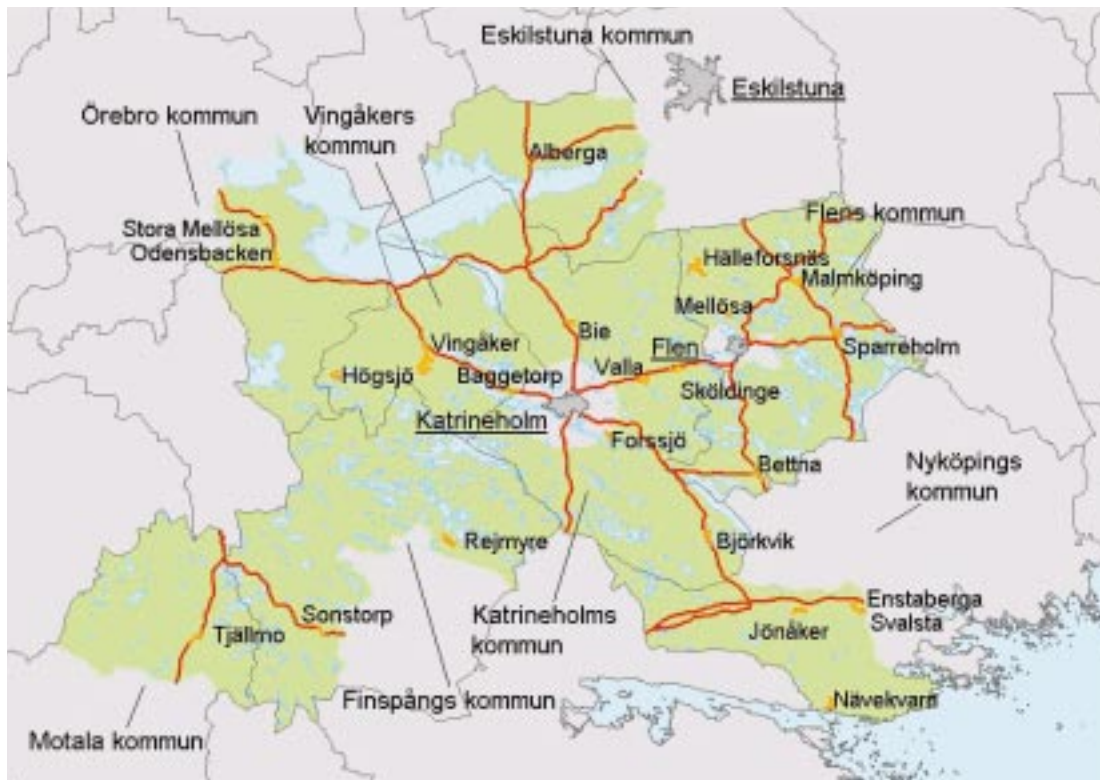 Eskilstuna kommun
Eskilstuna
Örebro kommun
Vingåkers
kommun
Alberga
Flens kommun
Stora Mellösa
Odensbacken
Hälleforsnäs
Malmköping
Mellösa
Bie
Vingåker
Flen
Sparreholm
Valla
Högsjö
Baggetorp
Sköldinge
Katrineholm
Forssjö
Bettna
Nyköpings
kommun
Rejmyre
Björkvik
Enstaberga
Svalsta
Sonstorp
Katrineholms
kommun
Tjällmo
Jönåker
Finspångs kommun
Nävekvarn
Motala kommun